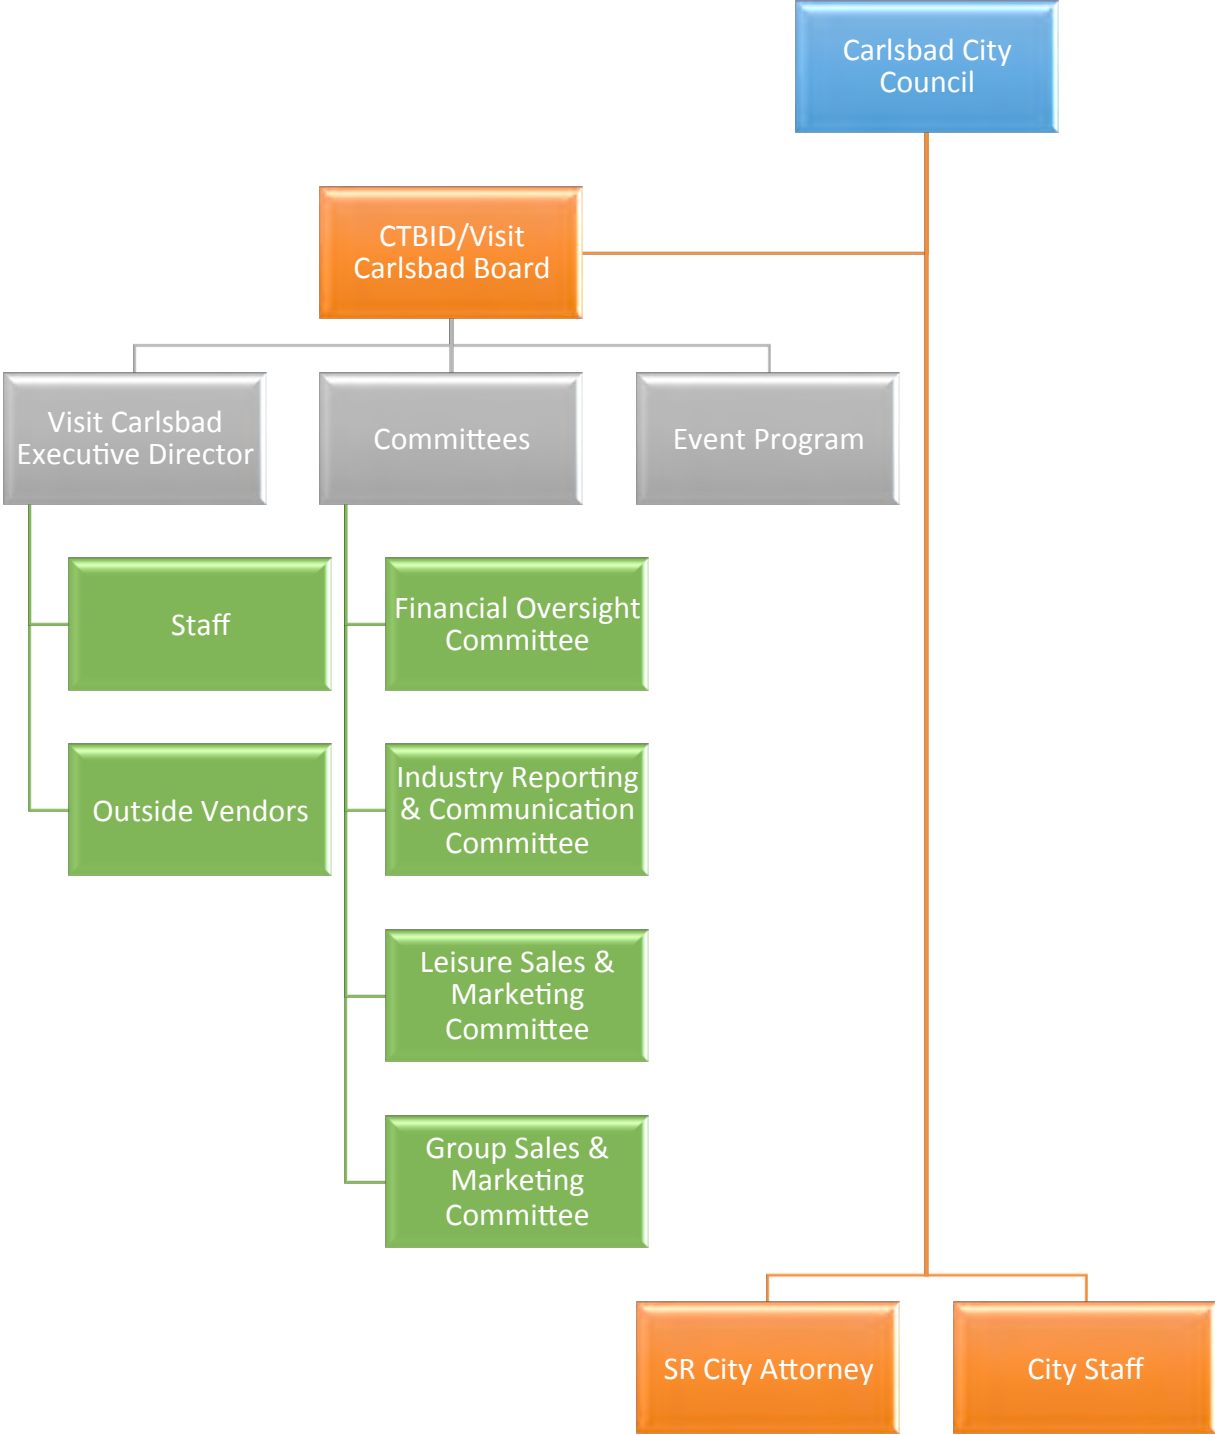 Carlsbad City
Council
CTBID/Visit
Carlsbad Board
Visit Carlsbad
Executive Director
Committees
Event Program
Staff
Financial Oversight
Committee
Outside Vendors
Industry Reporting
& Communication
Committee
Leisure Sales &
Marketing
Committee
Group Sales &
Marketing
Committee
SR City Attorney
City Staff